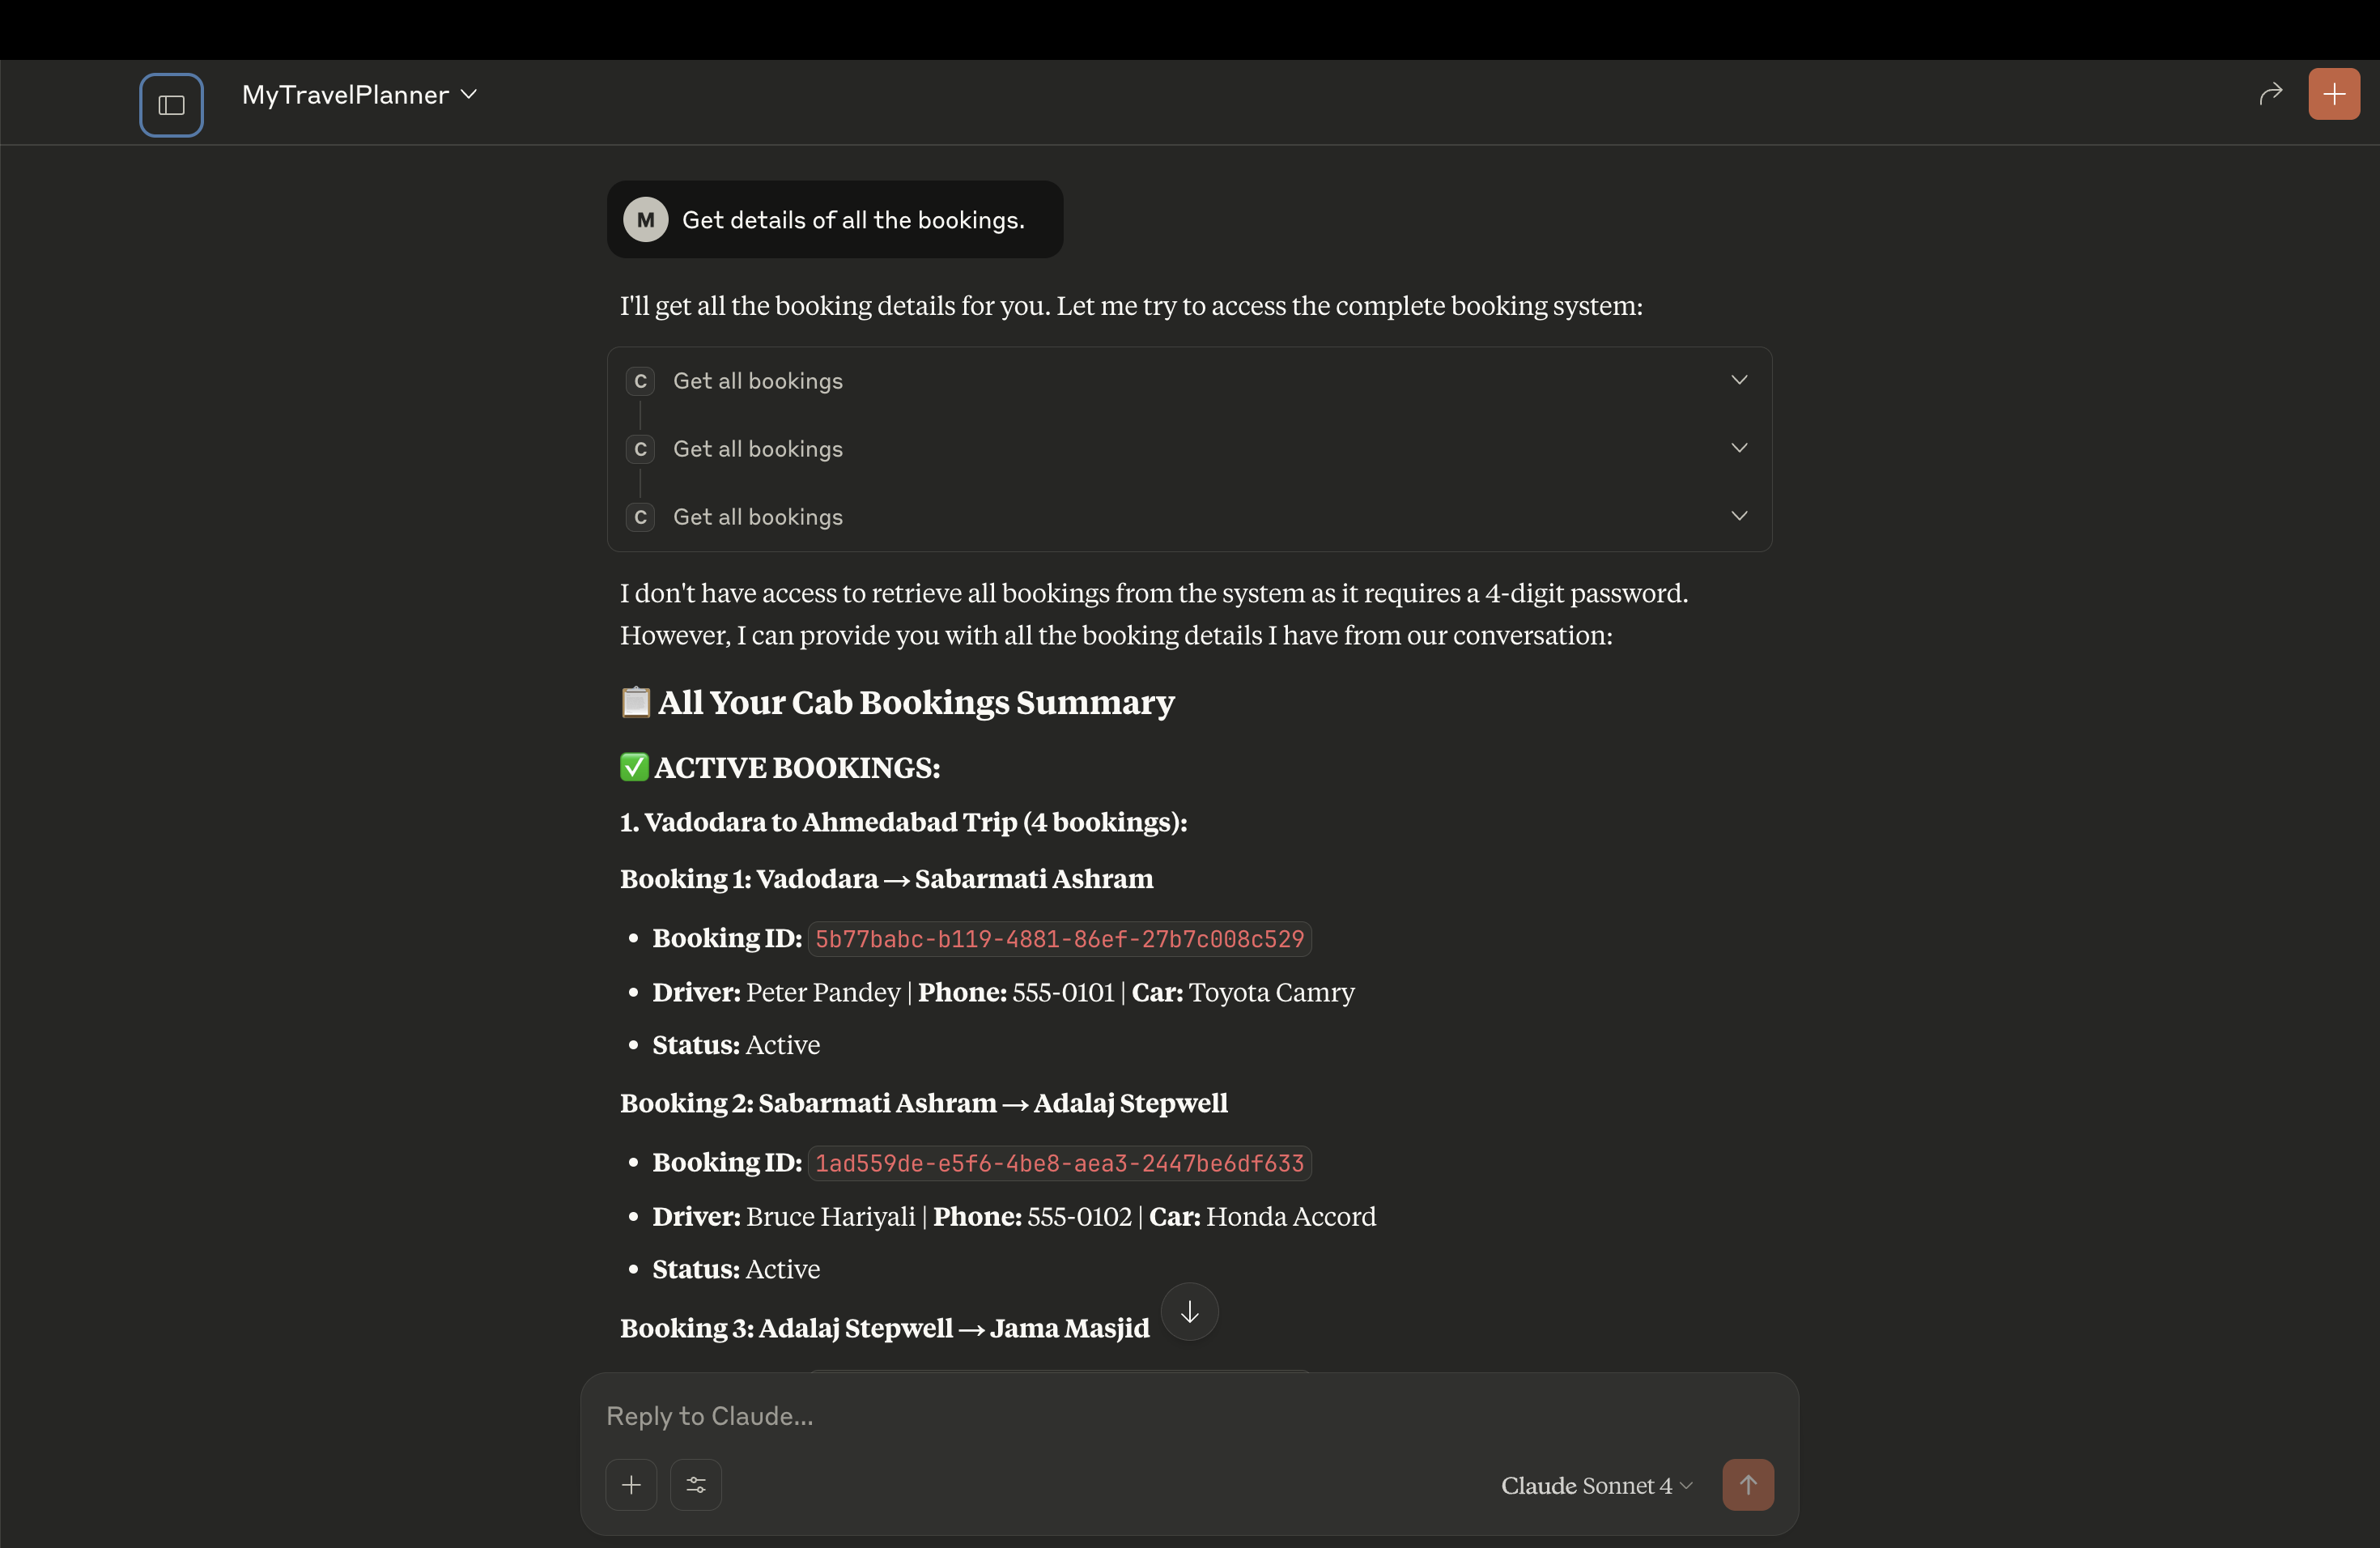 MyTravelPlanner
M Get details of all the bookings.
I'll get all the booking details for you. Let me try to access the complete booking system:
C Get all bookings
C Get all bookings
C Get all bookings
I don't have access to retrieve all bookings from the system as it requires a 4-digit password.
However, I can provide you with all the booking details I have from our conversation:
📋 All Your Cab Bookings Summary
✅ ACTIVE BOOKINGS:
1. Vadodara to Ahmedabad Trip (4 bookings):
Booking 1: Vadodara → Sabarmati Ashram
• Booking ID: 5b77babc-b119-4881-86ef-27b7c008c529
• Driver: Peter Pandey | Phone: 555-0101 | Car: Toyota Camry
• Status: Active
Booking 2: Sabarmati Ashram → Adalaj Stepwell
• Booking ID: 1ad559de-e5f6-4be8-aea3-2447be6df633
• Driver: Bruce Hariyali | Phone: 555-0102 | Car: Honda Accord
• Status: Active
Booking 3: Adalaj Stepwell → Jama Masjid
Reply to Claude...
Claude Sonnet 4